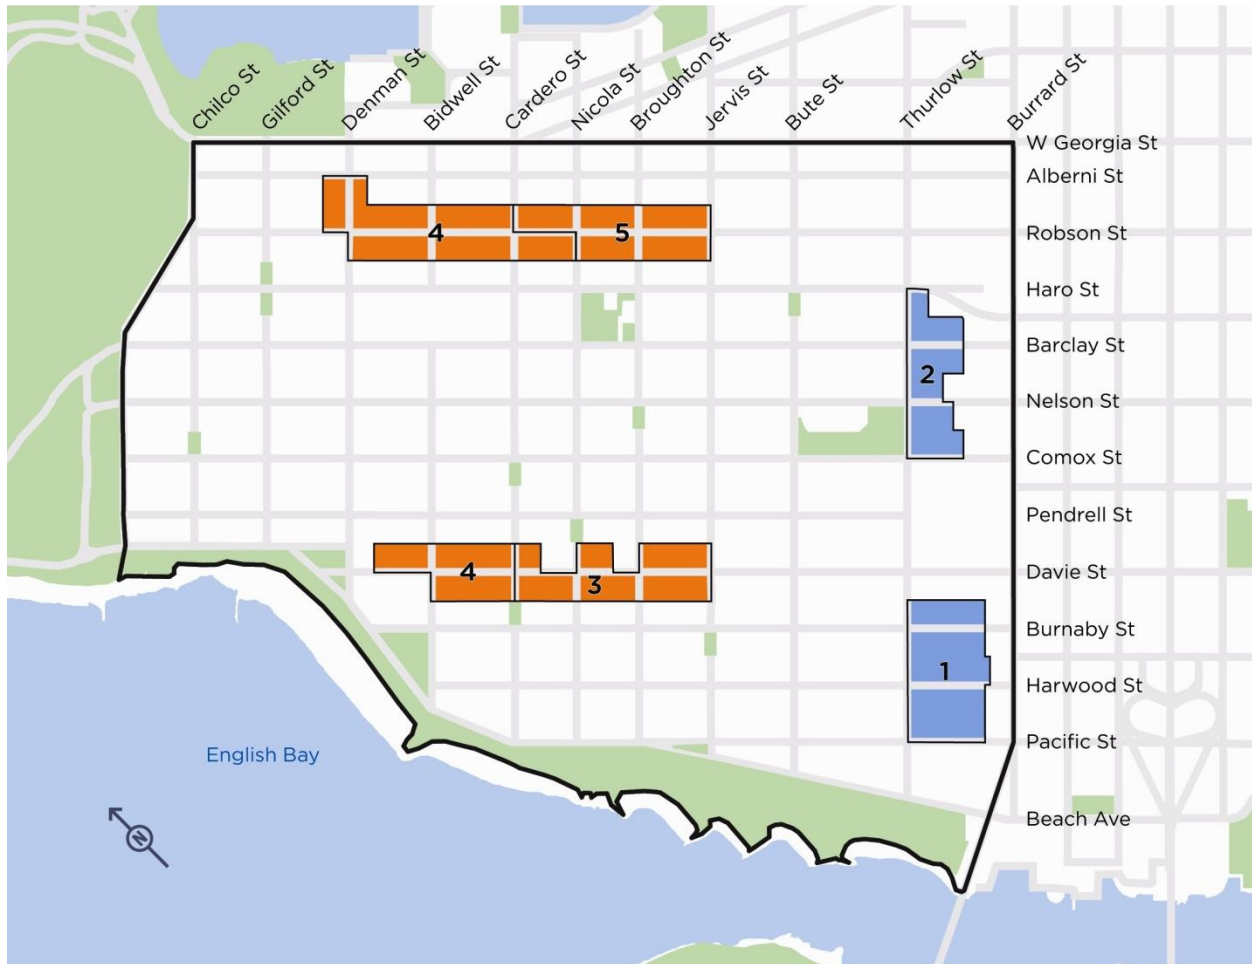 Chilco St
Gilford St
Denman St
Bidwell St
Cardero St
Nicola St
Broughton St
Jervis St
Bute St
Thurlow St
Burrard St
W Georgia St
Alberni St
4
5
Robson St
Haro St
Barclay St
2
Nelson St
Comox St
Pendrell St
4
3
Davie St
Burnaby St
1
Harwood St
Pacific St
English Bay
Beach Ave
N